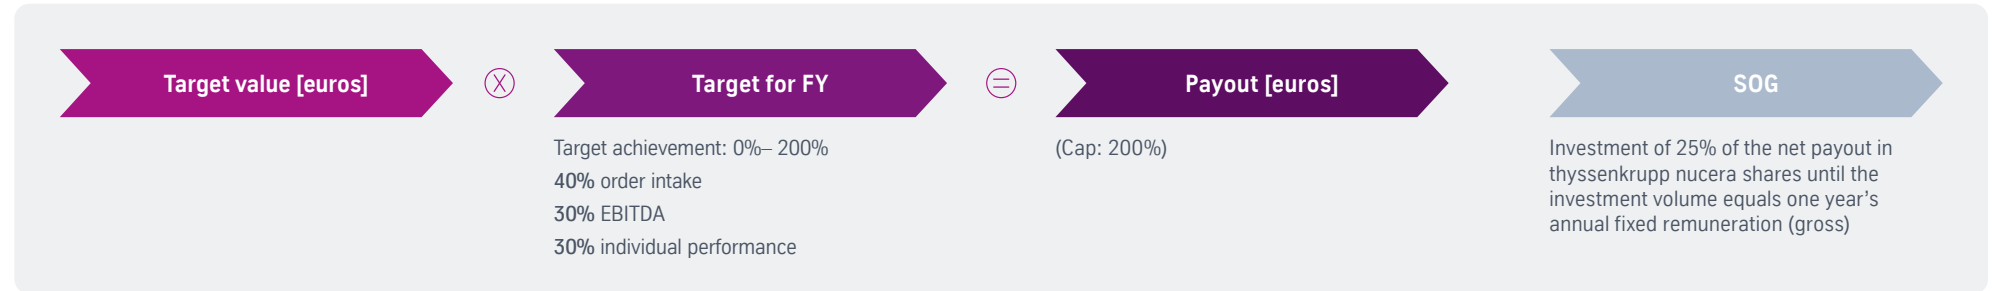 Target value [euros]
X
Target for FY
=
Payout [euros]
SOG
Target achievement: 0%– 200%
40% order intake
30% EBITDA
30% individual performance
(Cap: 200%)
Investment of 25% of the net payout in
thyssenkrupp nucera shares until the
investment volume equals one year’s
annual fixed remuneration (gross)